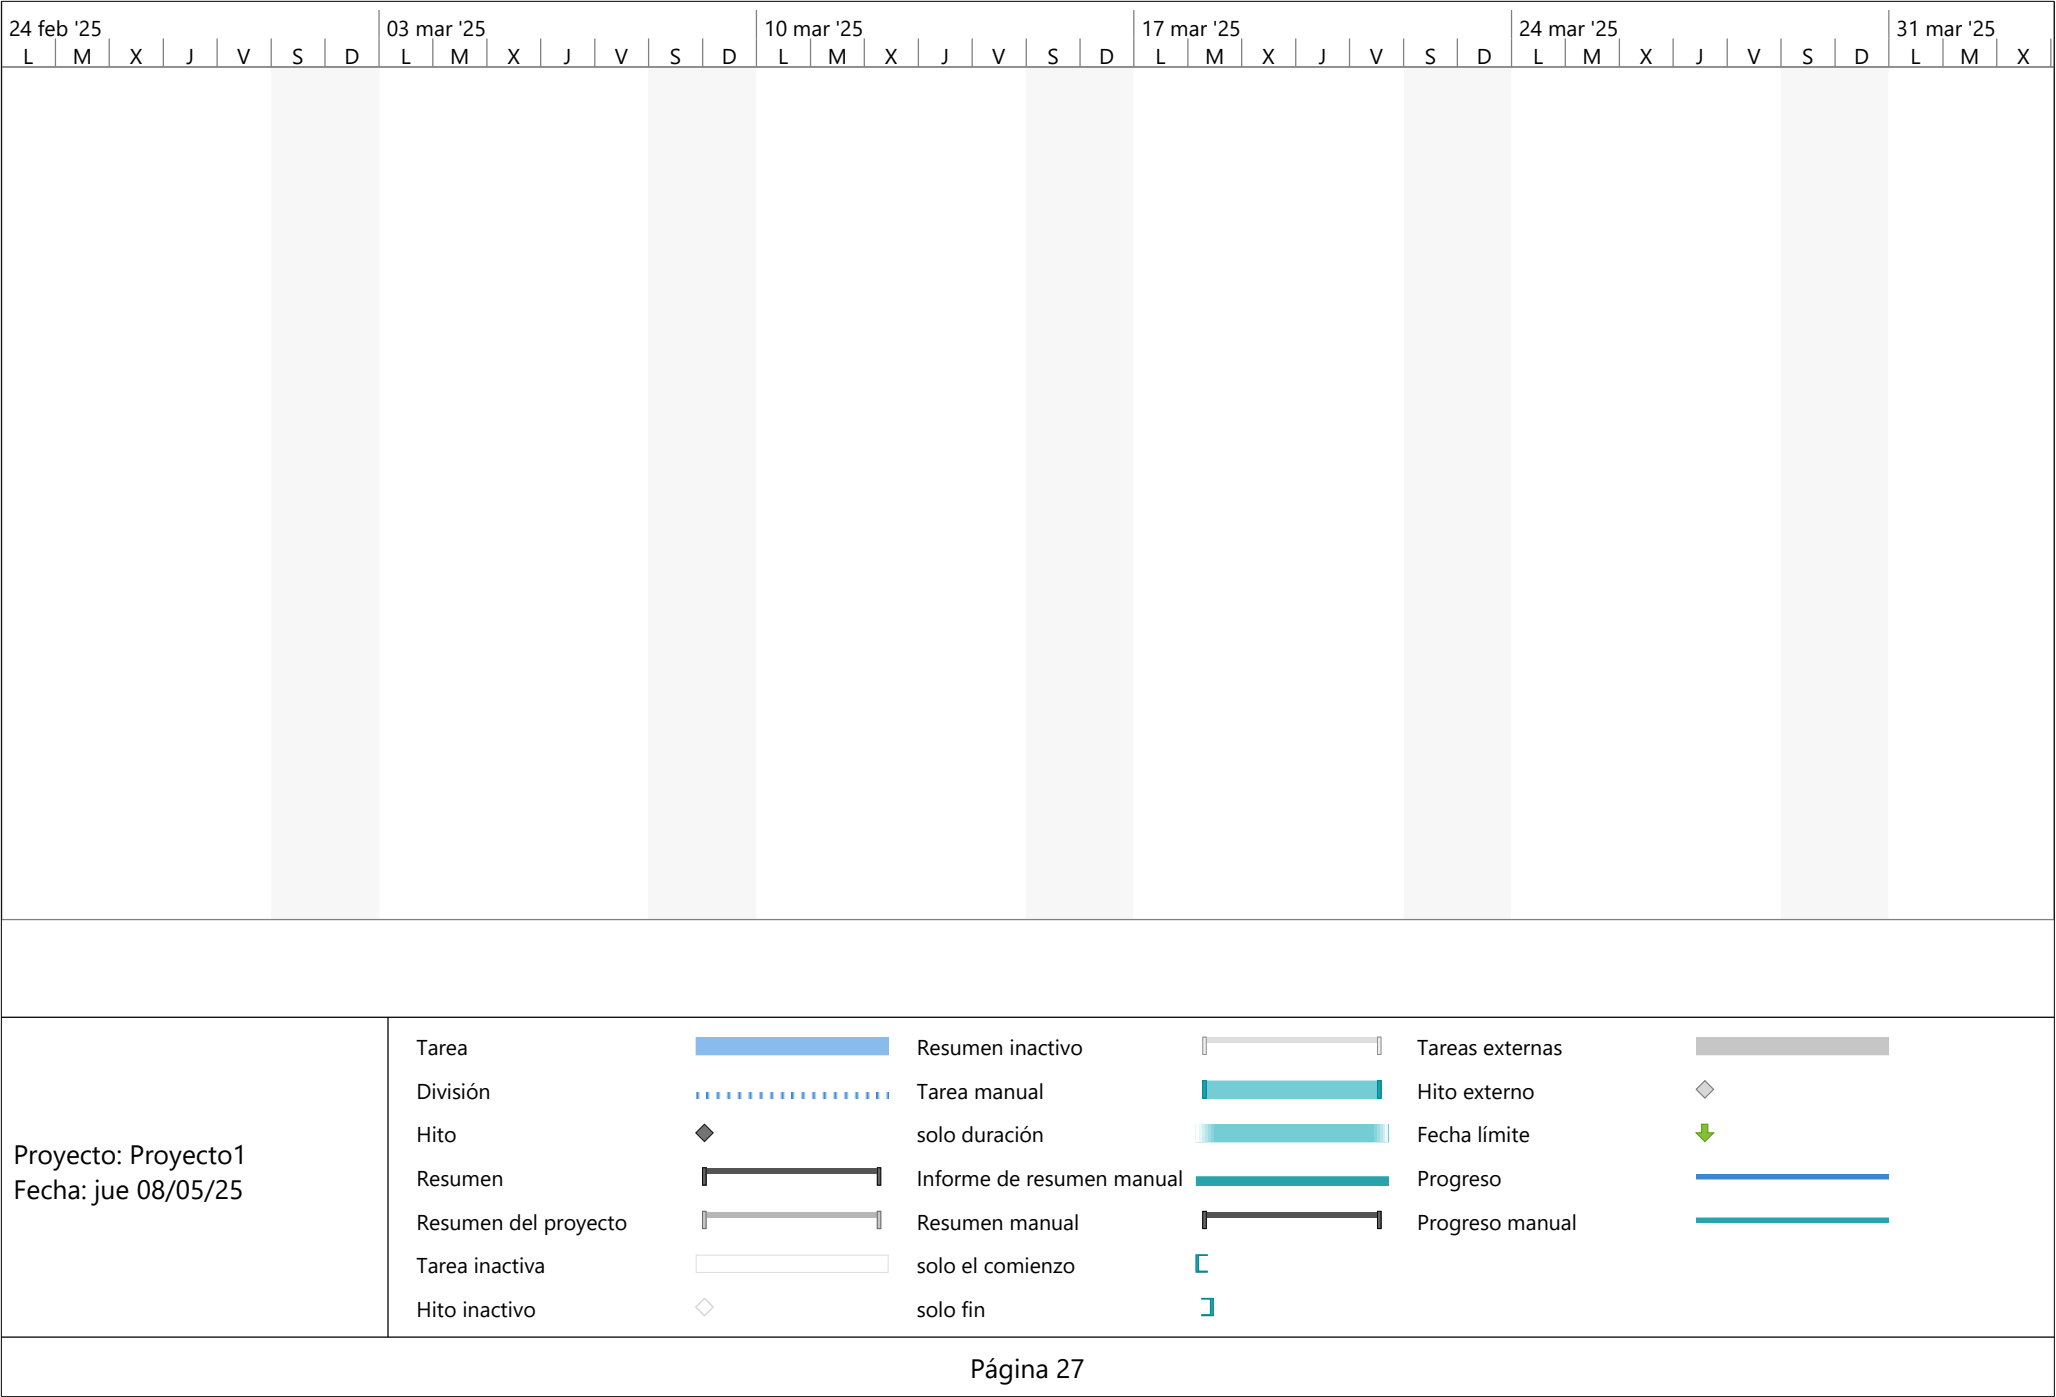 24 feb '25 03 mar '25 10 mar '25 17 mar '25 24 mar '25 31 mar '25
L M X J V S D L M X J V S D L M X J V S D L M X J V S D L M X J V S D L M X
Proyecto: Proyecto1
Fecha: jue 08/05/25
Tarea
División
Hito
Resumen
Resumen del proyecto
Tarea inactiva
Hito inactivo
Resumen inactivo
Tarea manual
solo duración
Informe de resumen manual
Resumen manual
solo el comienzo
solo fin
Tareas externas
Hito externo
Fecha límite
Progreso
Progreso manual
Página 27